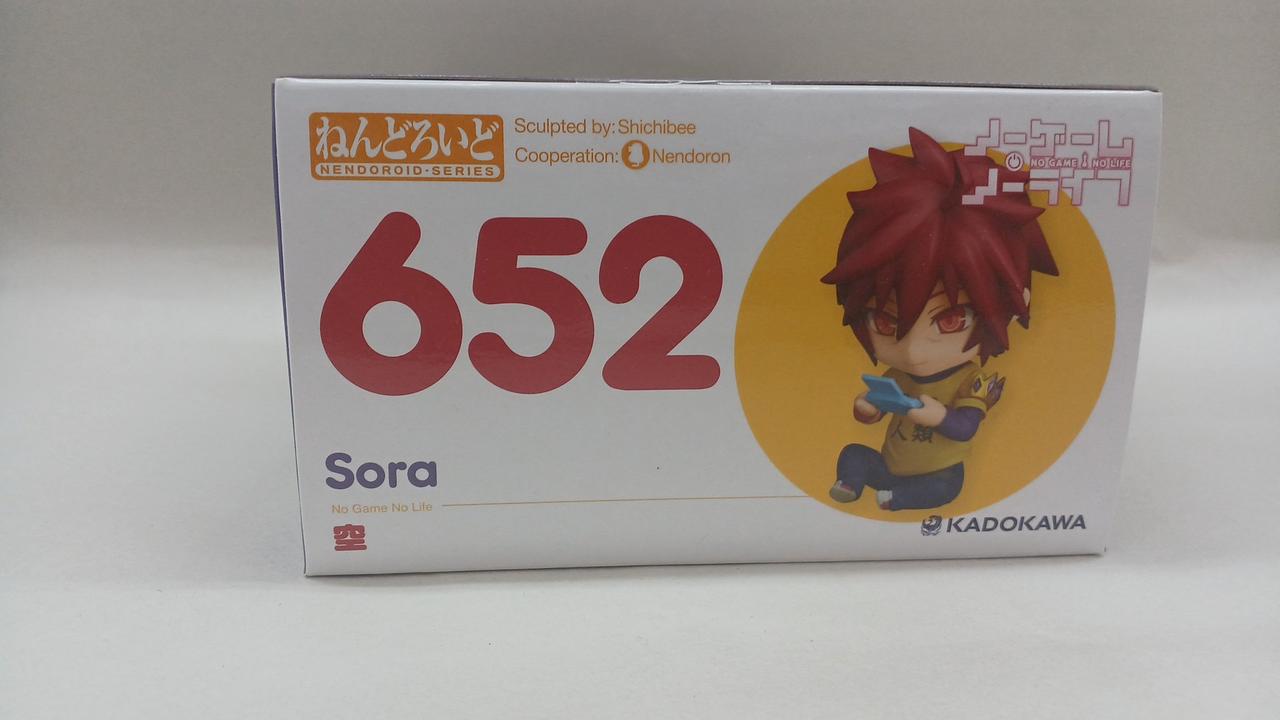 ねんどろいど
NENDOROID·SERIES
Sculpted by: Shichibee
Cooperation: Nendoron
ノーゲーム
NO GAME NO LIFE
ノーライフ
652
人類
Sora
No Game No Life
空
KADOKAWA